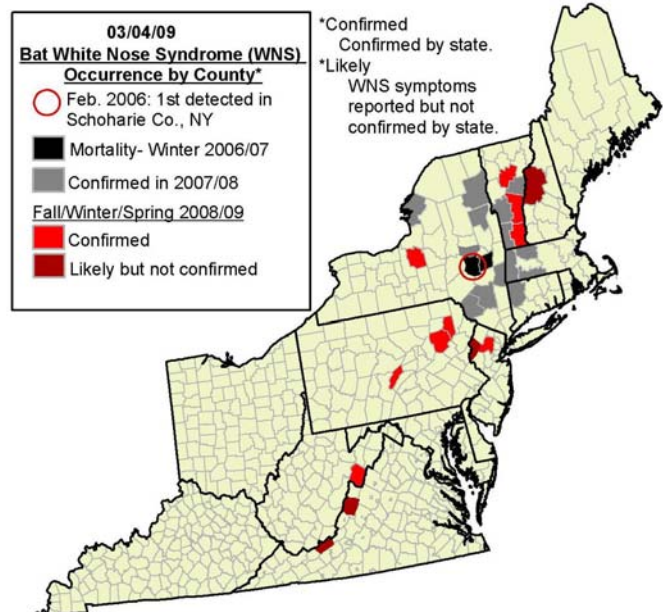 03/04/09
Bat White Nose Syndrome (WNS)
Occurrence by County*
Feb. 2006: 1st detected in
Schoharie Co., NY
Mortality- Winter 2006/07
Confirmed in 2007/08
Fall/Winter/Spring 2008/09
Confirmed
Likely but not confirmed
*Confirmed
Confirmed by state.
*Likely
WNS symptoms
reported but not
confirmed by state.